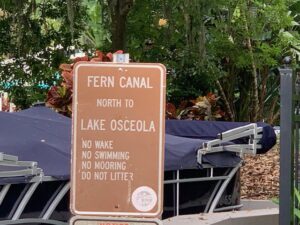 FERN CANAL
NORTH TO
LAKE OSCEOLA
NO WAKE
NO SWIMMING
NO MOORING
DO NOT LITTER